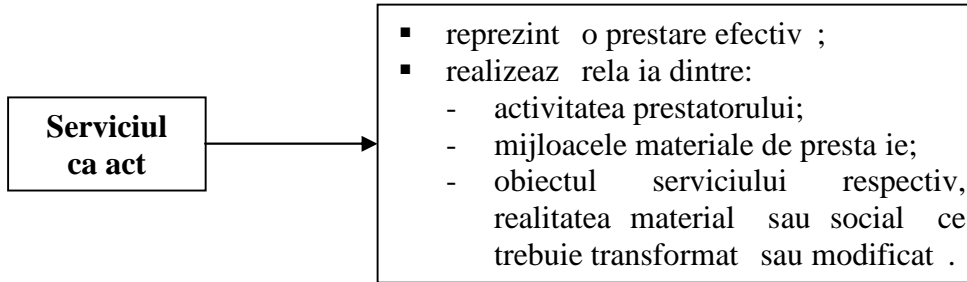 Serviciul
ca act
▪ reprezint o prestare efectiv ;
▪ realizeaz rela ia dintre:
- activitatea prestatorului;
- mijloacele materiale de presta ie;
- obiectul serviciului respectiv,
realitatea material sau social ce
trebuie transformat sau modificat .